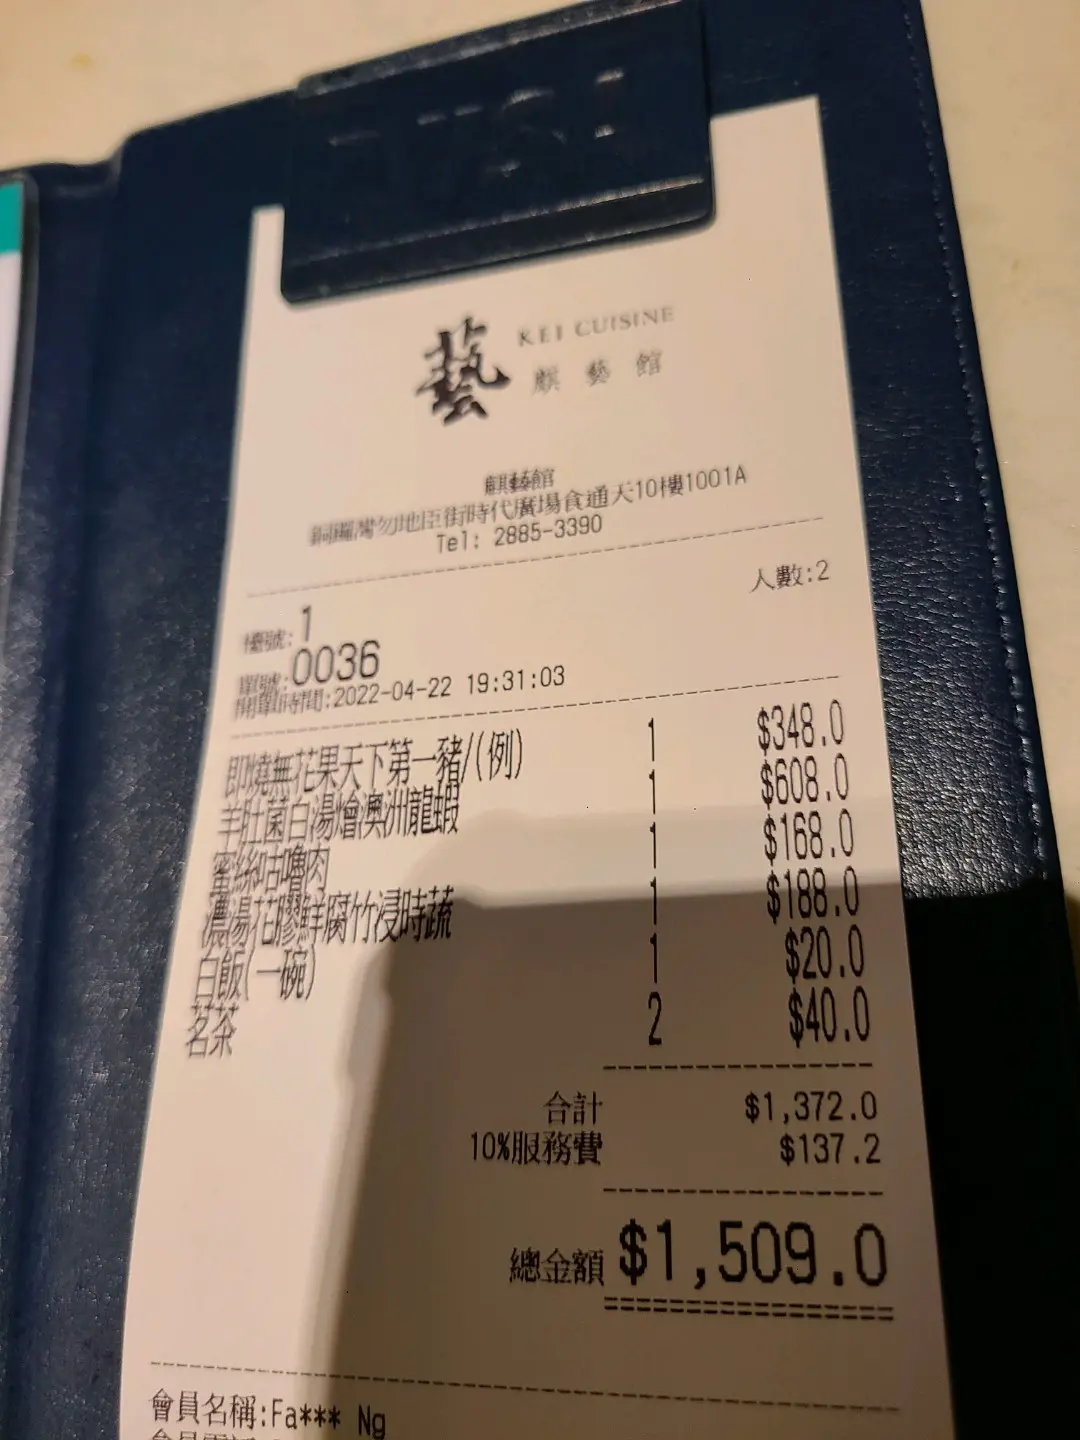 藝 KEI CUISINE
麒藝館
麒藝館
銅鑼灣勿地臣街時代廣場食通天10樓1001A
Tel: 2885-3390
人數:2
檯號:1
單號:0036
開單時間:2022-04-22 19:31:03
即燒無花果天下第一豬/(例) 1 $348.0
羊肚菌白湯燴澳洲龍蝦 1 $608.0
蜜絲咕嚕肉 1 $168.0
濃湯花膠鮮腐竹浸時蔬 1 $188.0
白飯(一碗) 1 $20.0
茗茶 2 $40.0
合計 $1,372.0
10%服務費 $137.2
總金額 $1,509.0
會員名稱:Fa*** Ng